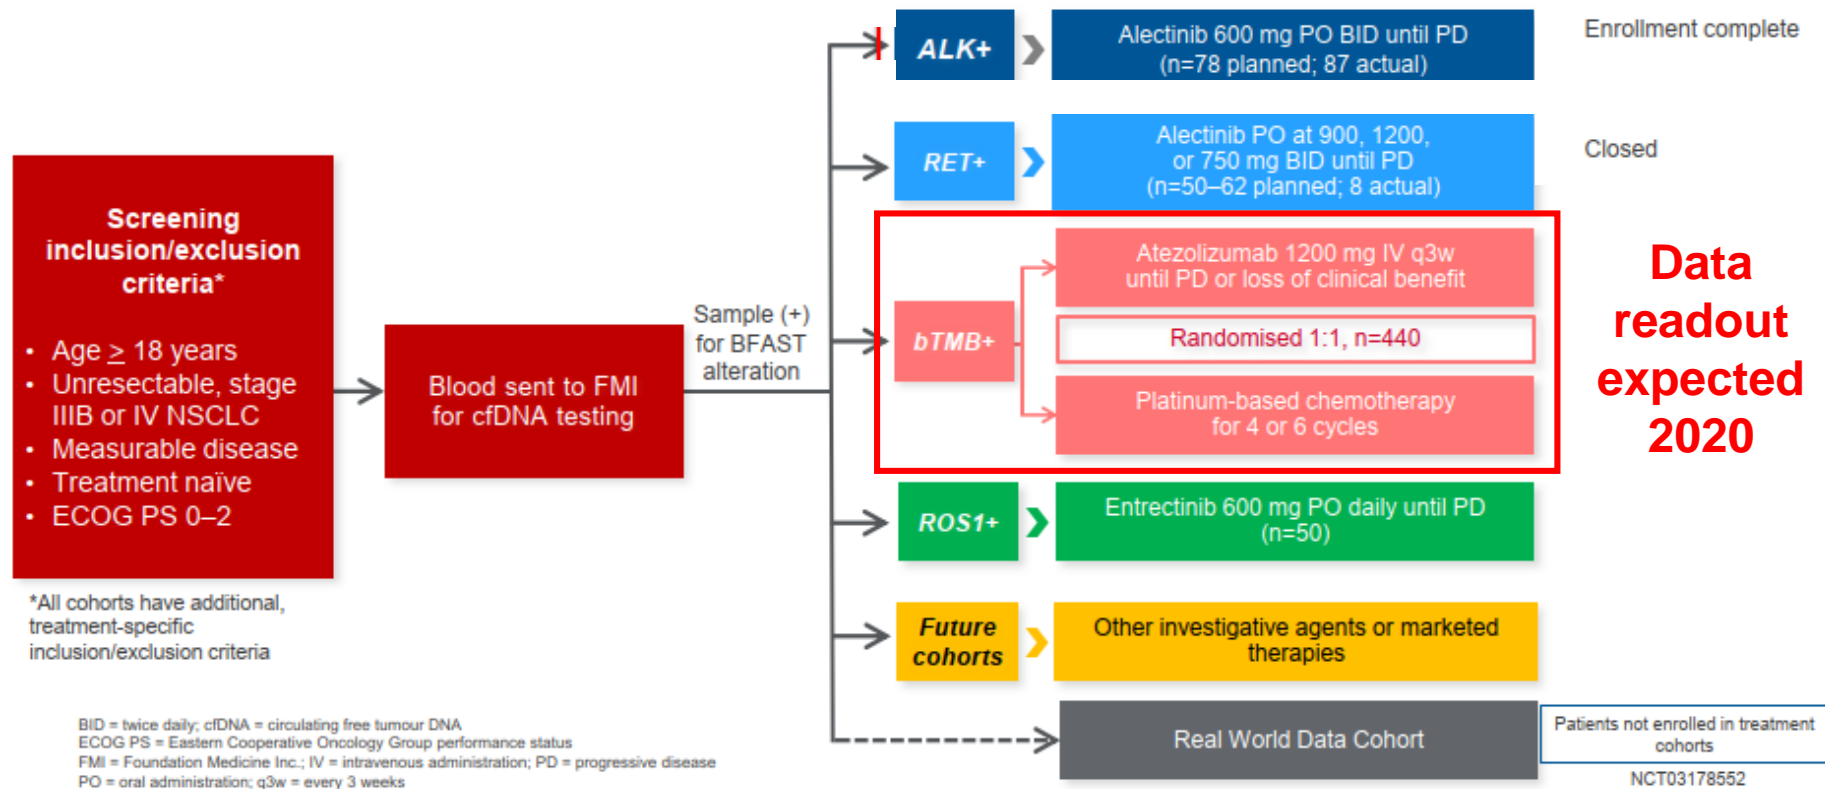 Screening
inclusion/exclusion
criteria*
• Age ≥ 18 years
• Unresectable, stage
IIIB or IV NSCLC
• Measurable disease
• Treatment naïve
• ECOG PS 0–2
*All cohorts have additional,
treatment-specific
inclusion/exclusion criteria
Blood sent to FMI
for cfDNA testing
Sample (+)
for BFAST
alteration
ALK+
Alectinib 600 mg PO BID until PD
(n=78 planned; 87 actual)
Enrollment complete
RET+
Alectinib PO at 900, 1200,
or 750 mg BID until PD
(n=50–62 planned; 8 actual)
Closed
bTMB+
Atezolizumab 1200 mg IV q3w
until PD or loss of clinical benefit
Randomised 1:1, n=440
Platinum-based chemotherapy
for 4 or 6 cycles
Data
readout
expected
2020
ROS1+
Entrectinib 600 mg PO daily until PD
(n=50)
Future
cohorts
Other investigative agents or marketed
therapies
Real World Data Cohort
Patients not enrolled in treatment
cohorts
NCT03178552
BID = twice daily; cfDNA = circulating free tumour DNA
ECOG PS = Eastern Cooperative Oncology Group performance status
FMI = Foundation Medicine Inc.; IV = intravenous administration; PD = progressive disease
PO = oral administration; q3w = every 3 weeks